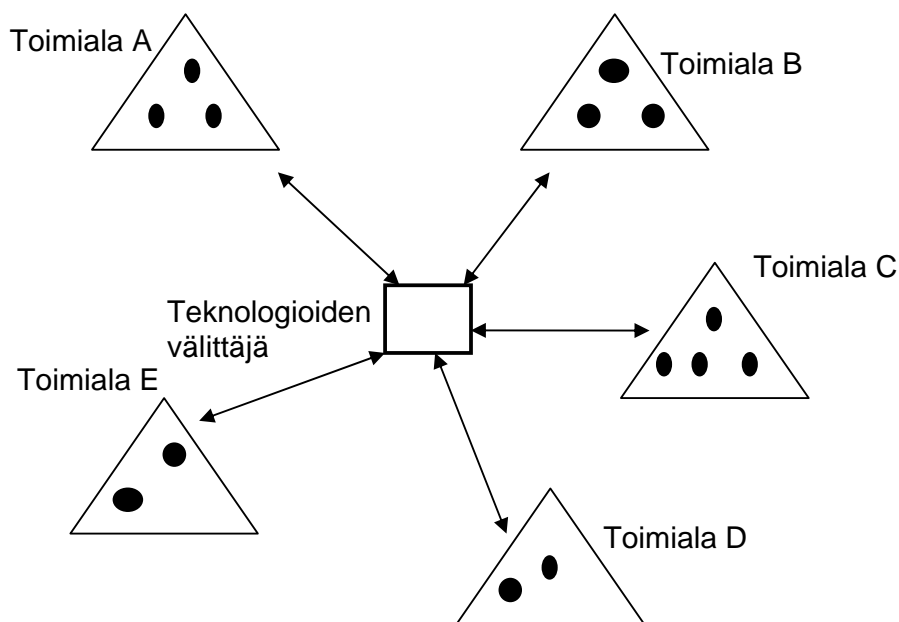 Toimiala A
Toimiala B
Toimiala C
Teknologioiden
välittäjä
Toimiala E
Toimiala D